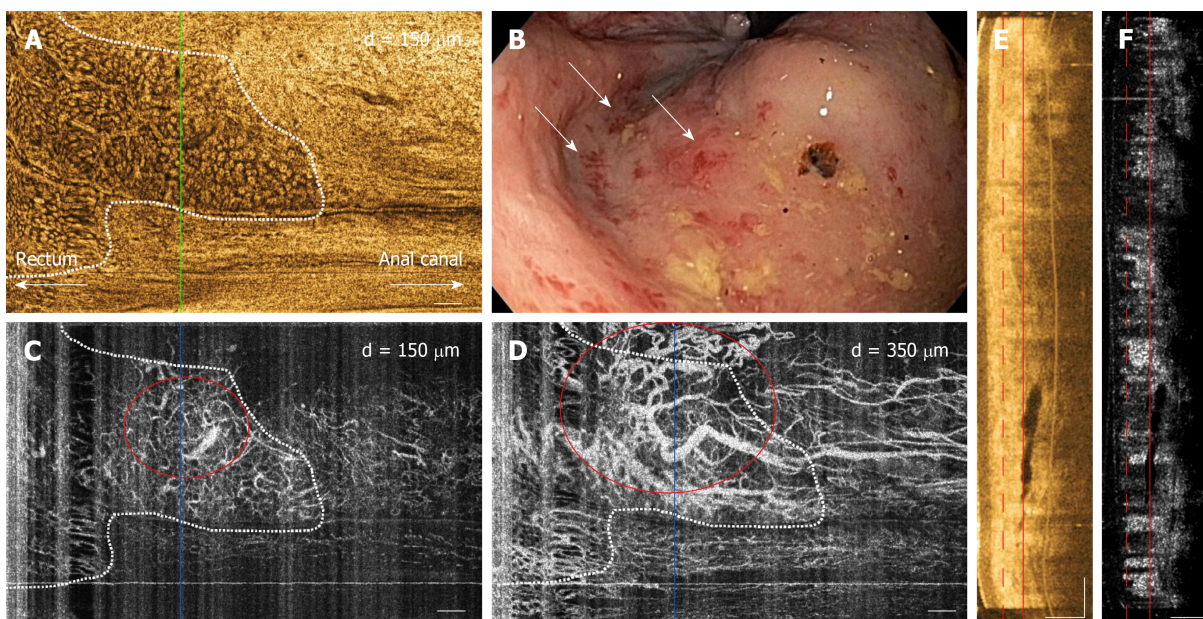 A
d = 150 μm
Rectum
Anal canal
B
C
d = 150 μm
D
d = 350 μm
E
F